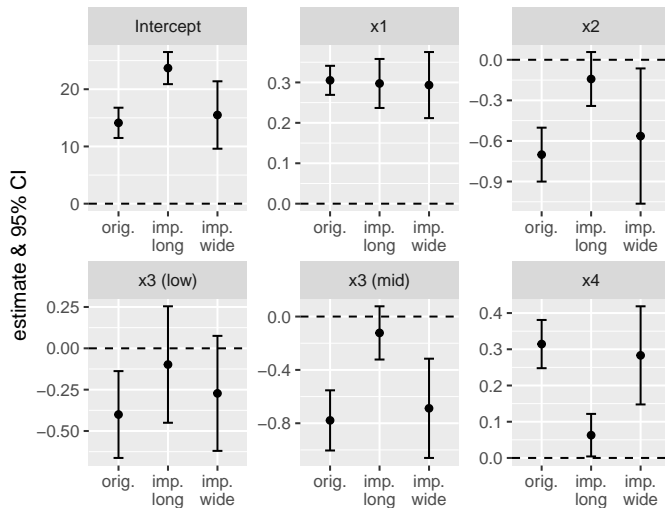 Intercept
x1
x2
20
10
0
0.3
0.2
0.1
0.0
0.0
−0.3
−0.6
−0.9
orig.
imp.
long
imp.
wide
orig.
imp.
long
imp.
wide
orig.
imp.
long
imp.
wide
estimate & 95% CI
x3 (low)
x3 (mid)
x4
0.25
0.00
−0.25
−0.50
0.0
−0.4
−0.8
0.4
0.3
0.2
0.1
0.0
orig.
imp.
long
imp.
wide
orig.
imp.
long
imp.
wide
orig.
imp.
long
imp.
wide